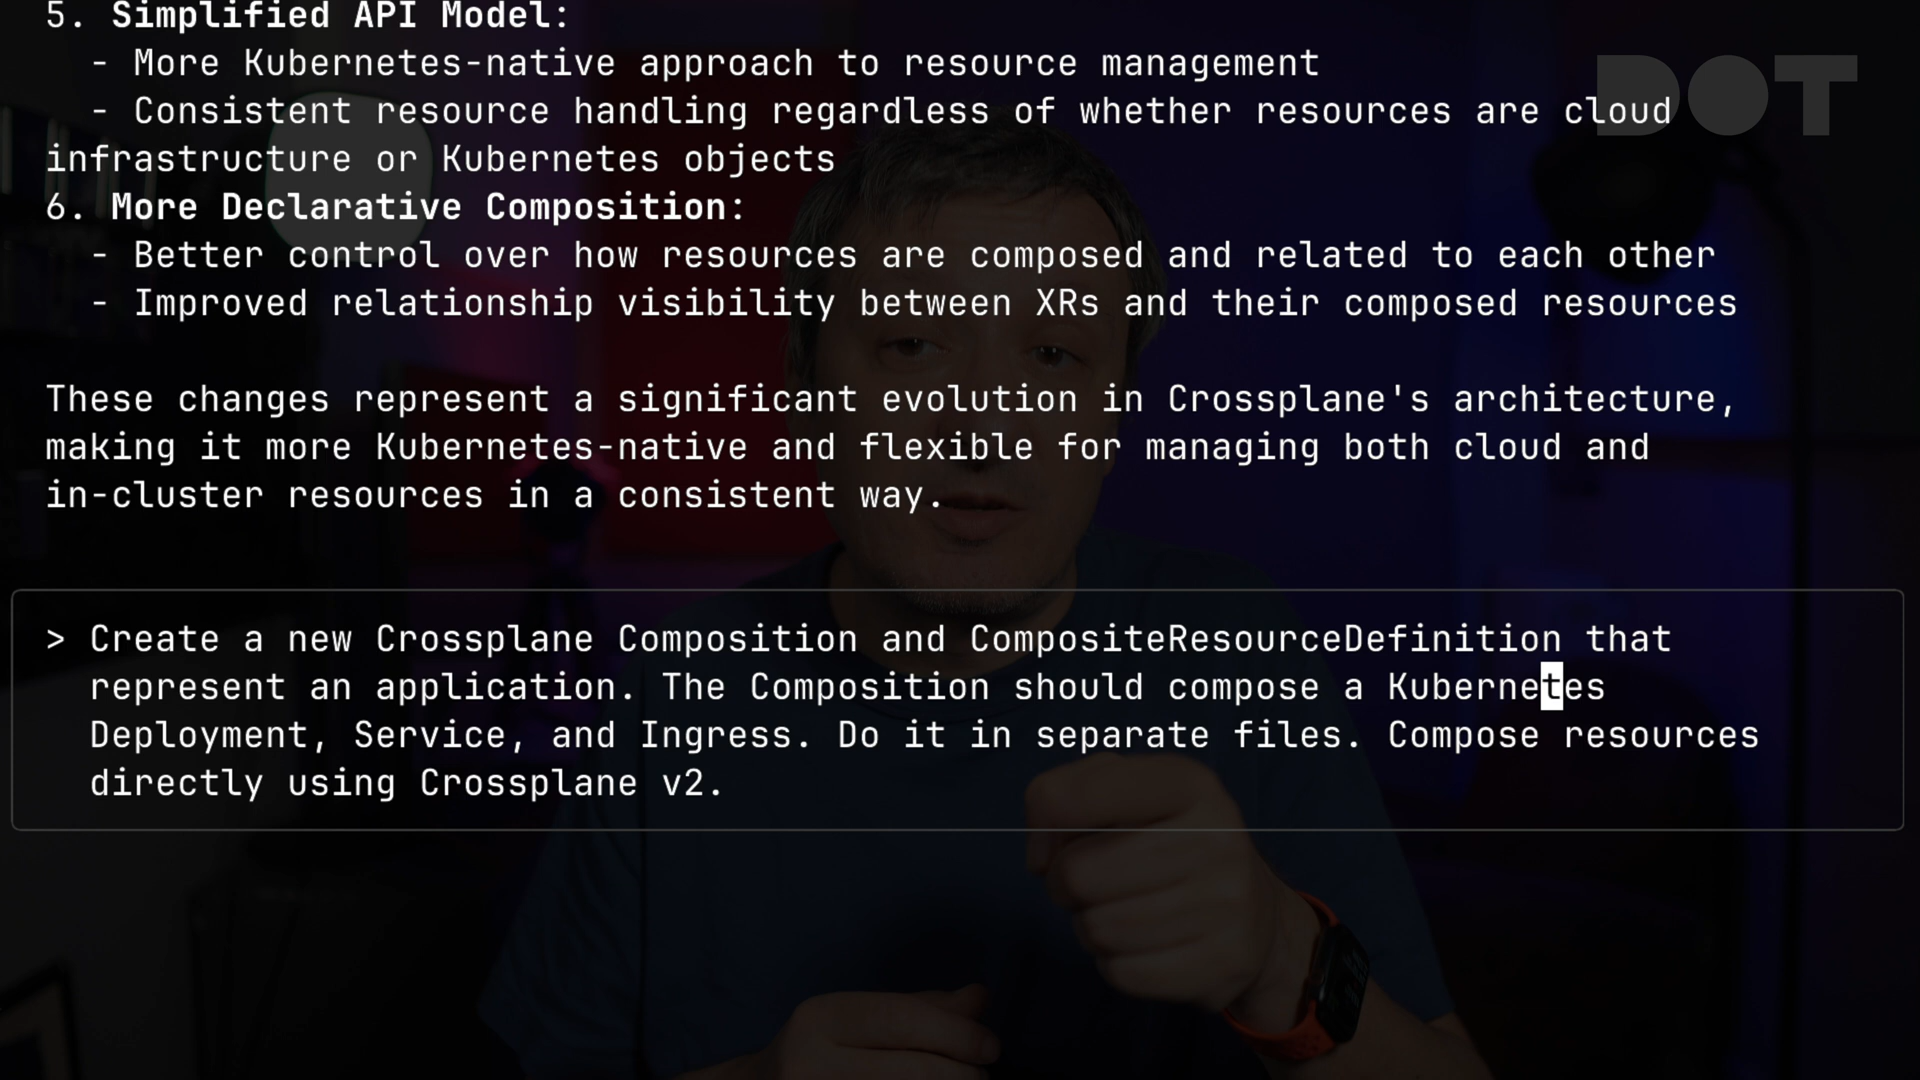 5. Simplified API Model:
- More Kubernetes-native approach to resource management
- Consistent resource handling regardless of whether resources are cloud
infrastructure or Kubernetes objects
6. More Declarative Composition:
- Better control over how resources are composed and related to each other
- Improved relationship visibility between XRs and their composed resources
These changes represent a significant evolution in Crossplane's architecture,
making it more Kubernetes-native and flexible for managing both cloud and
in-cluster resources in a consistent way.
> Create a new Crossplane Composition and CompositeResourceDefinition that
represent an application. The Composition should compose a Kubernetes
Deployment, Service, and Ingress. Do it in separate files. Compose resources
directly using Crossplane v2.
DOT